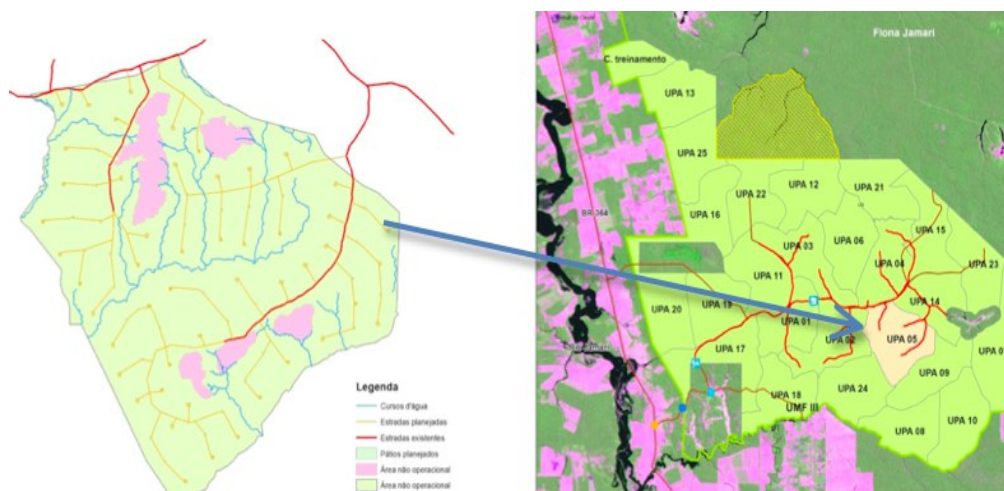 Legenda
Cursos d'água
Estradas planejadas
Estradas existentes
Pátios planejados
Área não operacional
Área não operacional
Flona Jamari
C. treinamento
UPA 13
UPA 25
BR 364
UPA 22
UPA 12
UPA 21
UPA 16
UPA 03
UPA 06
UPA 15
UPA 11
UPA 04
UPA 23
UPA 20
UPA 19
UPA 01
UPA 14
UPA 17
UPA 02
UPA 05
UPA 09
UPA 18
UPA 24
UMF III
UPA 08
UPA 10